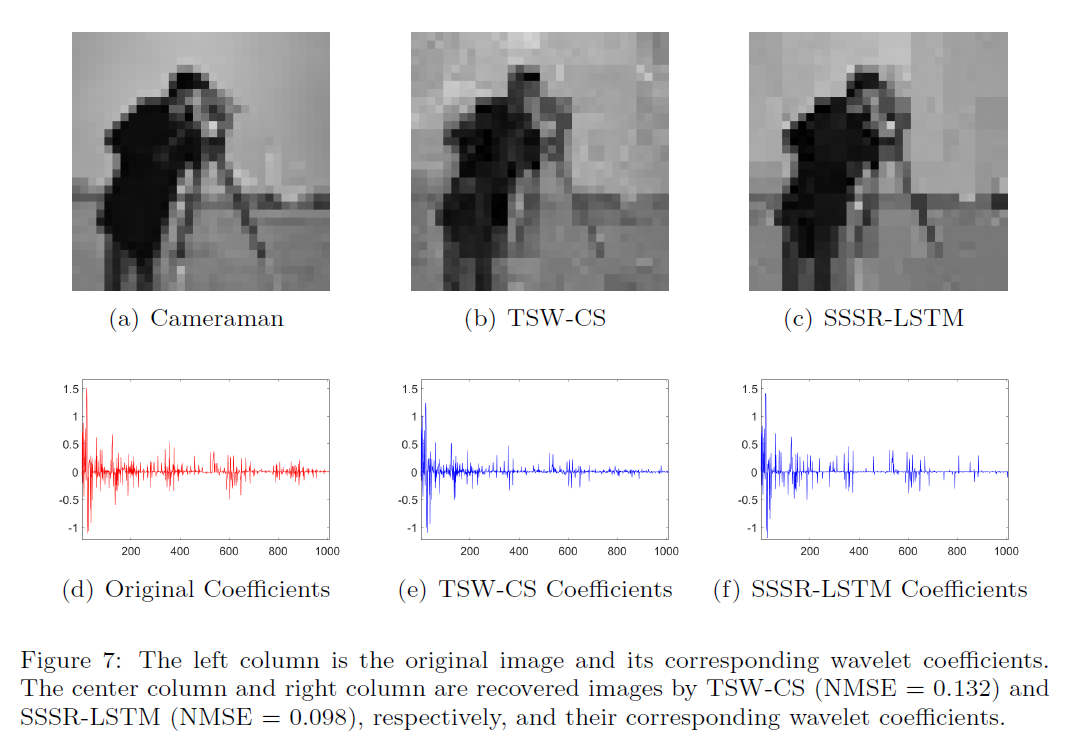 (a) Cameraman
(b) TSW-CS
(c) SSSR-LSTM
1.5
1
0.5
0
-0.5
-1
200 400 600 800 1000
1.5
1
0.5
0
-0.5
-1
200 400 600 800 1000
1.5
1
0.5
0
-0.5
-1
200 400 600 800 1000
(d) Original Coefficients
(e) TSW-CS Coefficients
(f) SSSR-LSTM Coefficients
Figure 7: The left column is the original image and its corresponding wavelet coefficients.
The center column and right column are recovered images by TSW-CS (NMSE = 0.132) and
SSSR-LSTM (NMSE = 0.098), respectively, and their corresponding wavelet coefficients.